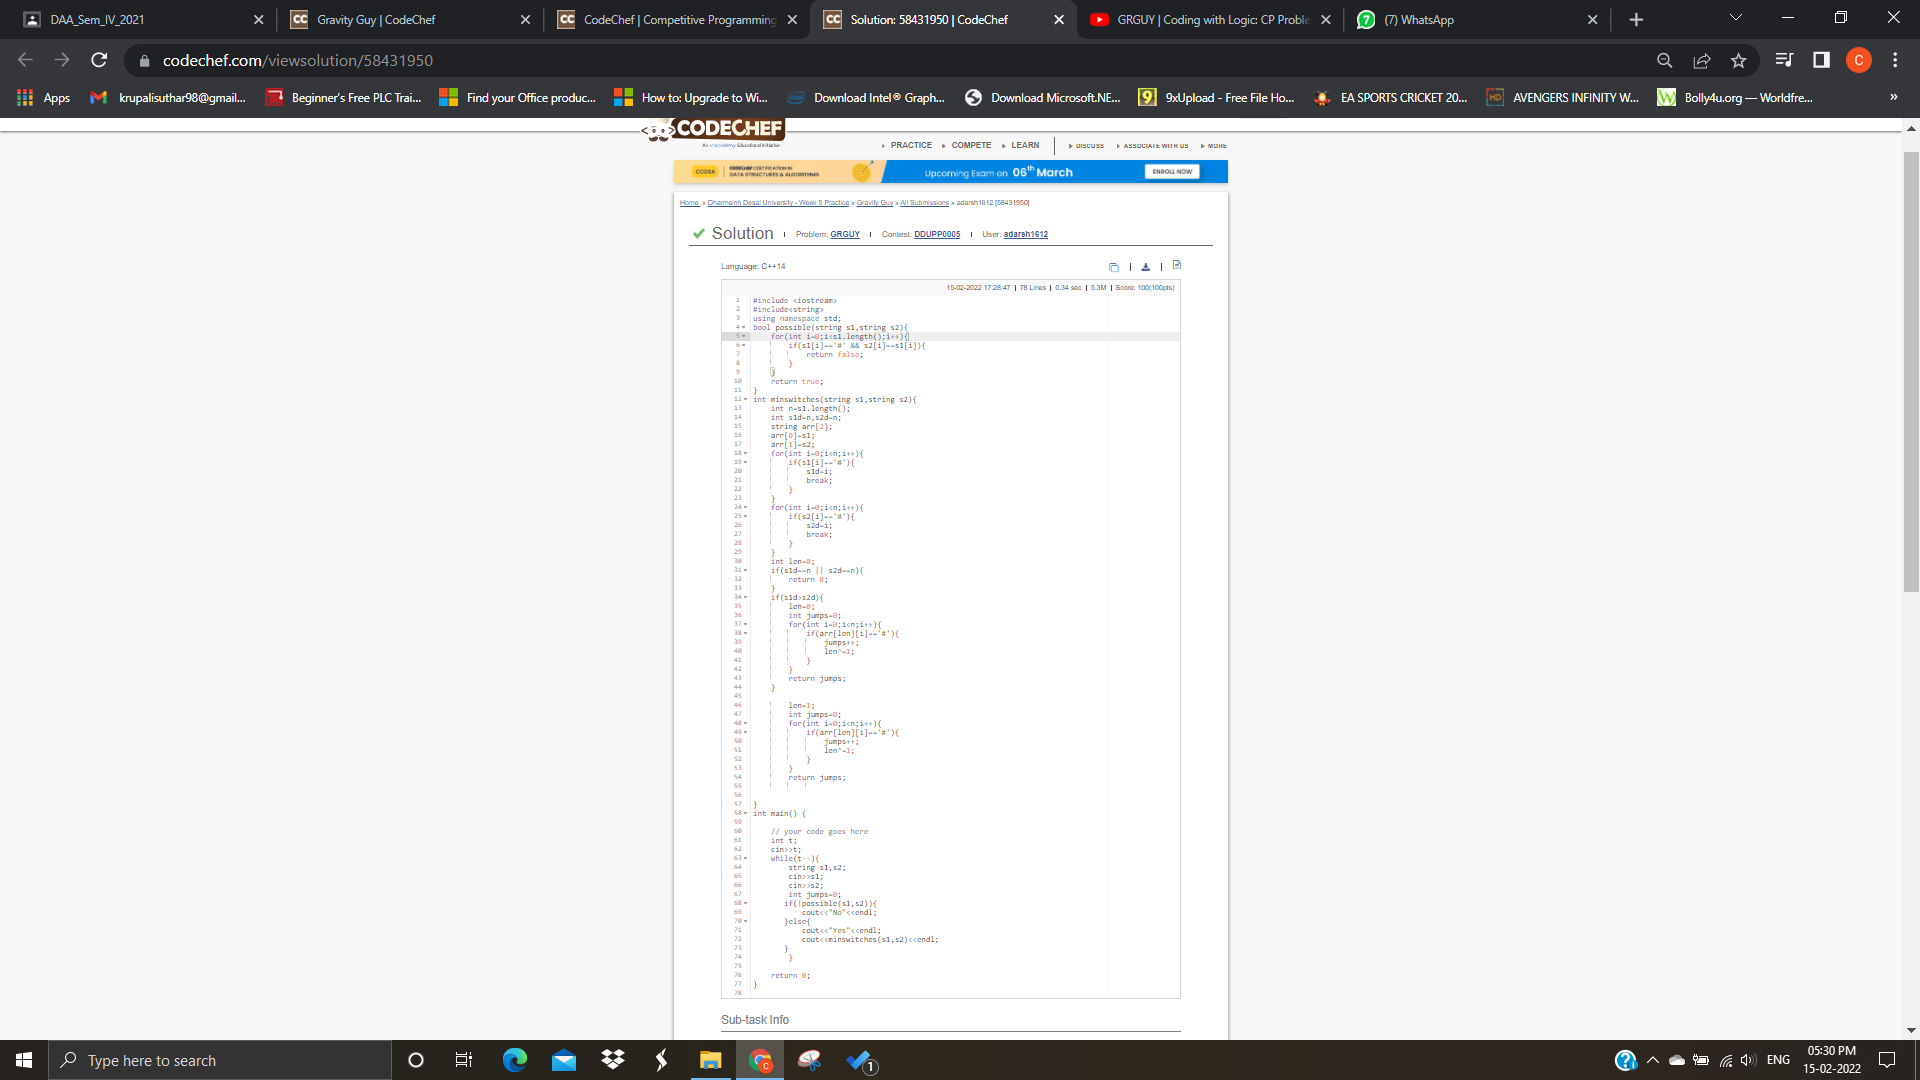 DAA_Sem_IV_2021
Gravity Guy | CodeChef
CodeChef | Competitive Programming
Solution: 58431950 | CodeChef
GRGUY | Coding with Logic: CP Proble
(7) WhatsApp
codechef.com/viewsolution/58431950
C
Apps
krupalisuthar98@gmail...
Beginner's Free PLC Trai...
Find your Office produc...
How to: Upgrade to Wi...
Download Intel® Graph...
Download Microsoft.NE...
9xUpload - Free File Ho...
EA SPORTS CRICKET 20...
AVENGERS INFINITY W...
Bolly4u.org — Worldfre...
»
CODECHEF
An unacademy Educational Initiative
PRACTICE COMPETE LEARN DISCUSS ASSOCIATE WITH US MORE
CCDSA CODECHEF CERTIFICATION IN
DATA STRUCTURES & ALGORITHMS
Upcoming Exam on 06th March
ENROLL NOW
Home » Dharmsinh Desai University - Week 5 Practice » Gravity Guy » All Submissions » adarsh1612 [58431950]
Solution | Problem: GRGUY | Contest: DDUPP0005 | User: adarsh1612
Language: C++14
15-02-2022 17:28:47 | 78 Lines | 0.34 sec | 5.3M | Score: 100(100pts)
1 #include <iostream>
2 #include<string>
3 using namespace std;
4 bool possible(string s1,string s2){
5 for(int i=0;i<s1.length();i++){
6 if(s1[i]=='#' && s2[i]==s1[i]){
7 return false;
8 }
9 }
10 return true;
11 }
12 int minswitches(string s1,string s2){
13 int n=s1.length();
14 int s1d=n,s2d=n;
15 string arr[2];
16 arr[0]=s1;
17 arr[1]=s2;
18 for(int i=0;i<n;i++){
19 if(s1[i]=='#'){
20 s1d=i;
21 break;
22 }
23 }
24 for(int i=0;i<n;i++){
25 if(s2[i]=='#'){
26 s2d=i;
27 break;
28 }
29 }
30 int len=0;
31 if(s1d==n || s2d==n){
32 return 0;
33 }
34 if(s1d>s2d){
35 len=0;
36 int jumps=0;
37 for(int i=0;i<n;i++){
38 if(arr[len][i]=='#'){
39 jumps++;
40 len^=1;
41 }
42 }
43 return jumps;
44 }
45
46 len=1;
47 int jumps=0;
48 for(int i=0;i<n;i++){
49 if(arr[len][i]=='#'){
50 jumps++;
51 len^=1;
52 }
53 }
54 return jumps;
55
56
57 }
58 int main() {
59
60 // your code goes here
61 int t;
62 cin>>t;
63 while(t--){
64 string s1,s2;
65 cin>>s1;
66 cin>>s2;
67 int jumps=0;
68 if(!possible(s1,s2)){
69 cout<<"No"<<endl;
70 }else{
71 cout<<"Yes"<<endl;
72 cout<<minswitches(s1,s2)<<endl;
73 }
74 }
75
76 return 0;
77 }
78
Sub-task Info
Type here to search
1
ENG
05:30 PM
15-02-2022